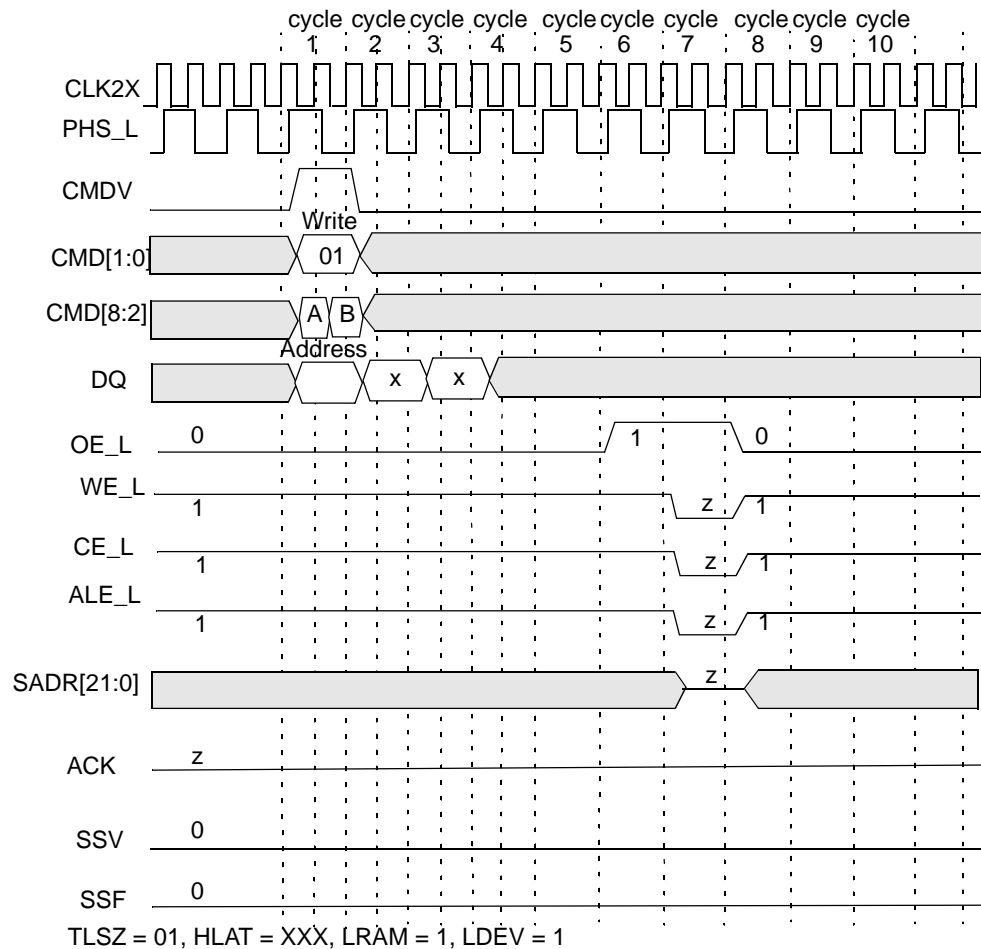 cycle cycle cycle cycle cycle cycle cycle cycle cycle cycle
1 2 3 4 5 6 7 8 9 10
CLK2X
PHS_L
CMDV
Write
CMD[1:0] 01
CMD[8:2] A B
Address
DQ x x
OE_L 0 1 0
WE_L 1 z 1
CE_L 1 z 1
ALE_L 1 z 1
SADR[21:0] z
ACK z
SSV 0
SSF 0
TLSZ = 01, HLAT = XXX, LRAM = 1, LDEV = 1